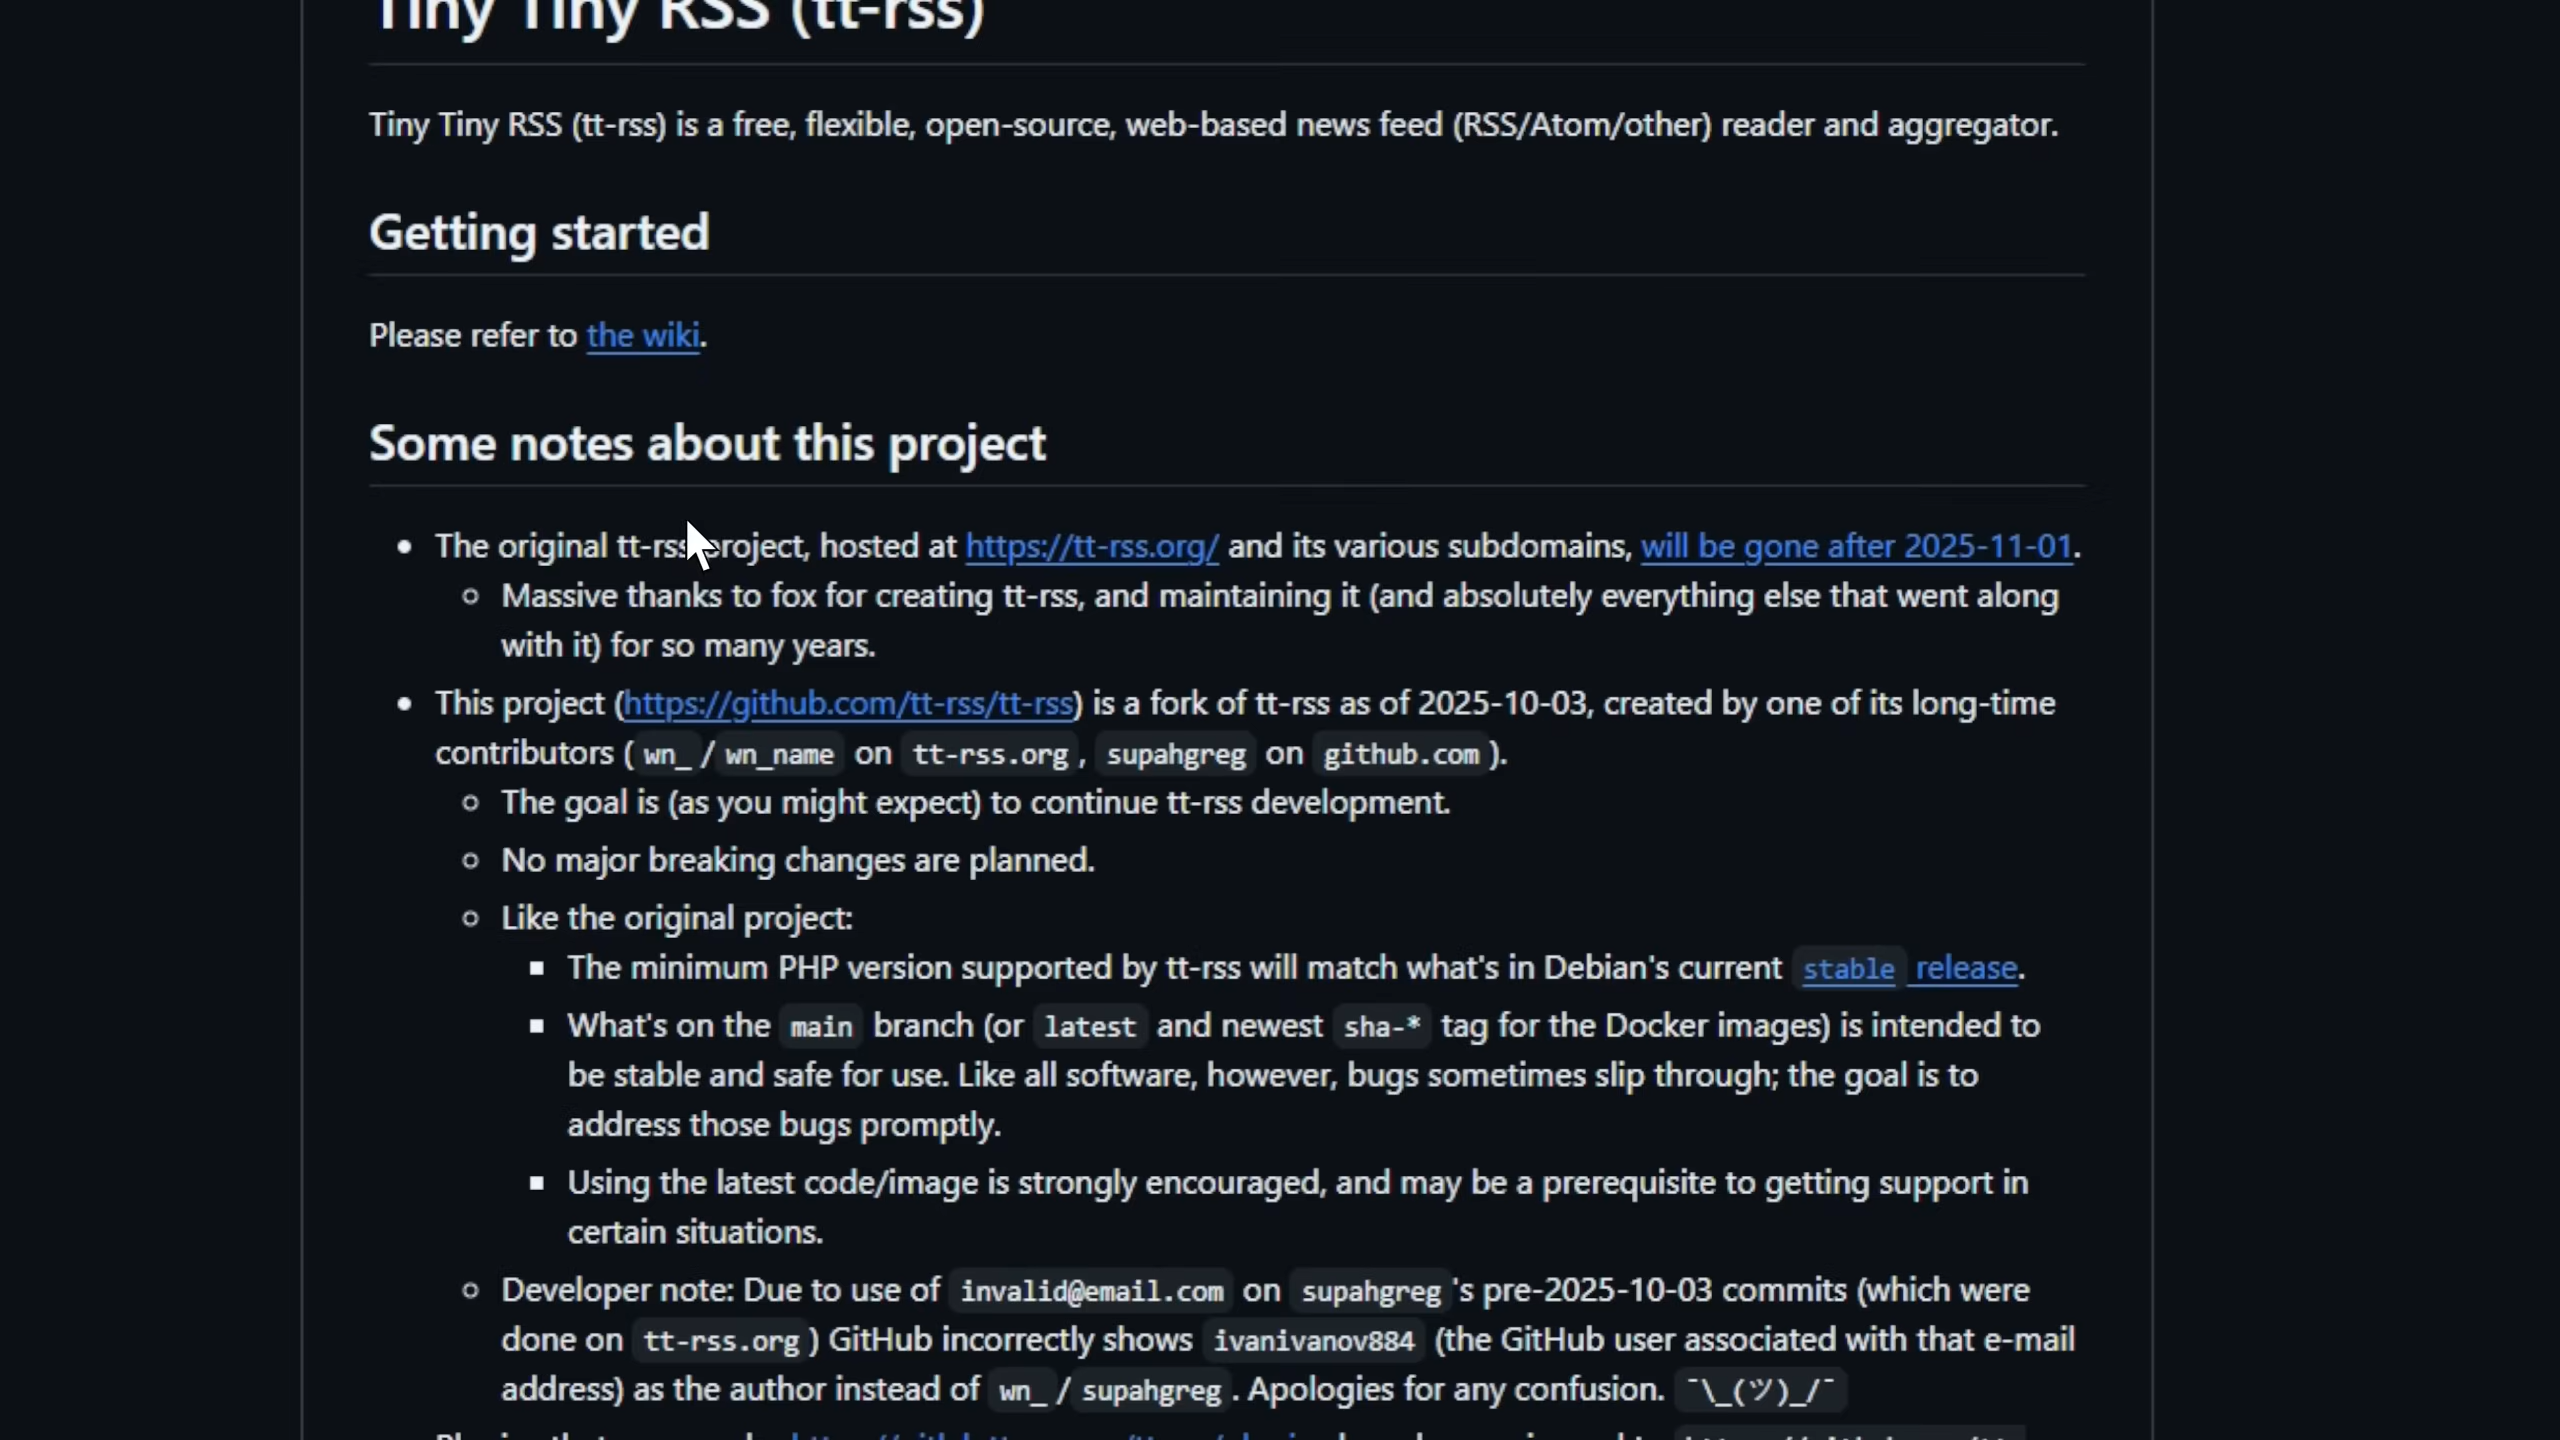 Tiny Tiny RSS (tt-rss)
Tiny Tiny RSS (tt-rss) is a free, flexible, open-source, web-based news feed (RSS/Atom/other) reader and aggregator.
Getting started
Please refer to the wiki.
Some notes about this project
The original tt-rss project, hosted at https://tt-rss.org/ and its various subdomains, will be gone after 2025-11-01.
Massive thanks to fox for creating tt-rss, and maintaining it (and absolutely everything else that went along
with it) for so many years.
This project (https://github.com/tt-rss/tt-rss) is a fork of tt-rss as of 2025-10-03, created by one of its long-time
contributors ( wn_ / wn_name on tt-rss.org , supahgreg on github.com ).
The goal is (as you might expect) to continue tt-rss development.
No major breaking changes are planned.
Like the original project:
The minimum PHP version supported by tt-rss will match what's in Debian's current stable release.
What's on the main branch (or latest and newest sha-* tag for the Docker images) is intended to
be stable and safe for use. Like all software, however, bugs sometimes slip through; the goal is to
address those bugs promptly.
Using the latest code/image is strongly encouraged, and may be a prerequisite to getting support in
certain situations.
Developer note: Due to use of invalid@email.com on supahgreg 's pre-2025-10-03 commits (which were
done on tt-rss.org ) GitHub incorrectly shows ivanivanov884 (the GitHub user associated with that e-mail
address) as the author instead of wn_ / supahgreg . Apologies for any confusion. ¯\_(ツ)_/¯